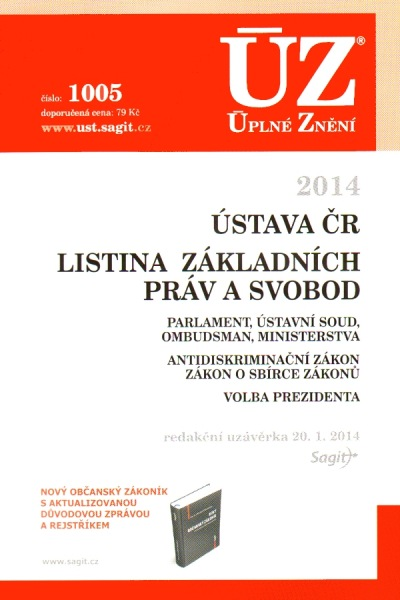 ÚZ®
číslo: 1005
doporučená cena: 79 Kč
www.ust.sagit.cz
ÚPLNÉ ZNĚNÍ
2014
ÚSTAVA ČR
LISTINA ZÁKLADNÍCH
PRÁV A SVOBOD
PARLAMENT, ÚSTAVNÍ SOUD,
OMBUDSMAN, MINISTERSTVA
ANTIDISKRIMINAČNÍ ZÁKON
ZÁKON O SBÍRCE ZÁKONŮ
VOLBA PREZIDENTA
redakční uzávěrka 20. 1. 2014
Sagit
NOVÝ OBČANSKÝ ZÁKONÍK
S AKTUALIZOVANOU
DŮVODOVOU ZPRÁVOU
A REJSTŘÍKEM
www.sagit.cz